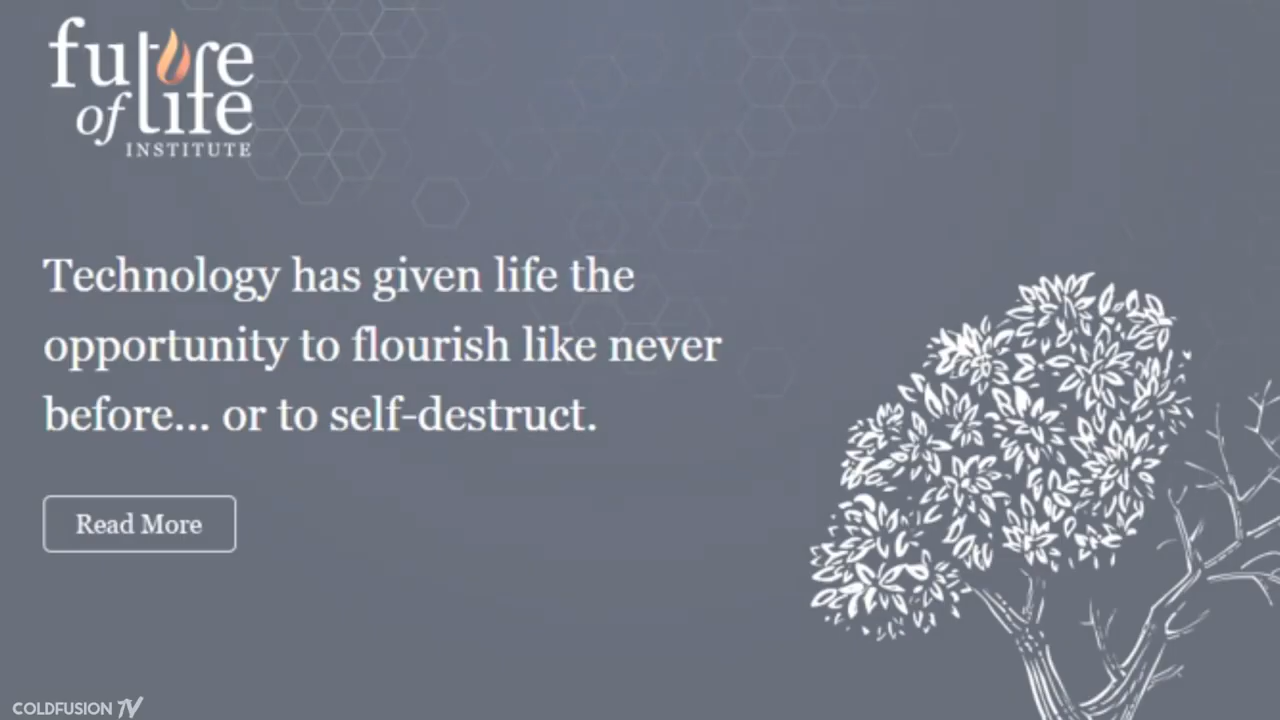 future
of life
INSTITUTE
Technology has given life the
opportunity to flourish like never
before... or to self-destruct.
Read More
COLDFUSION TV